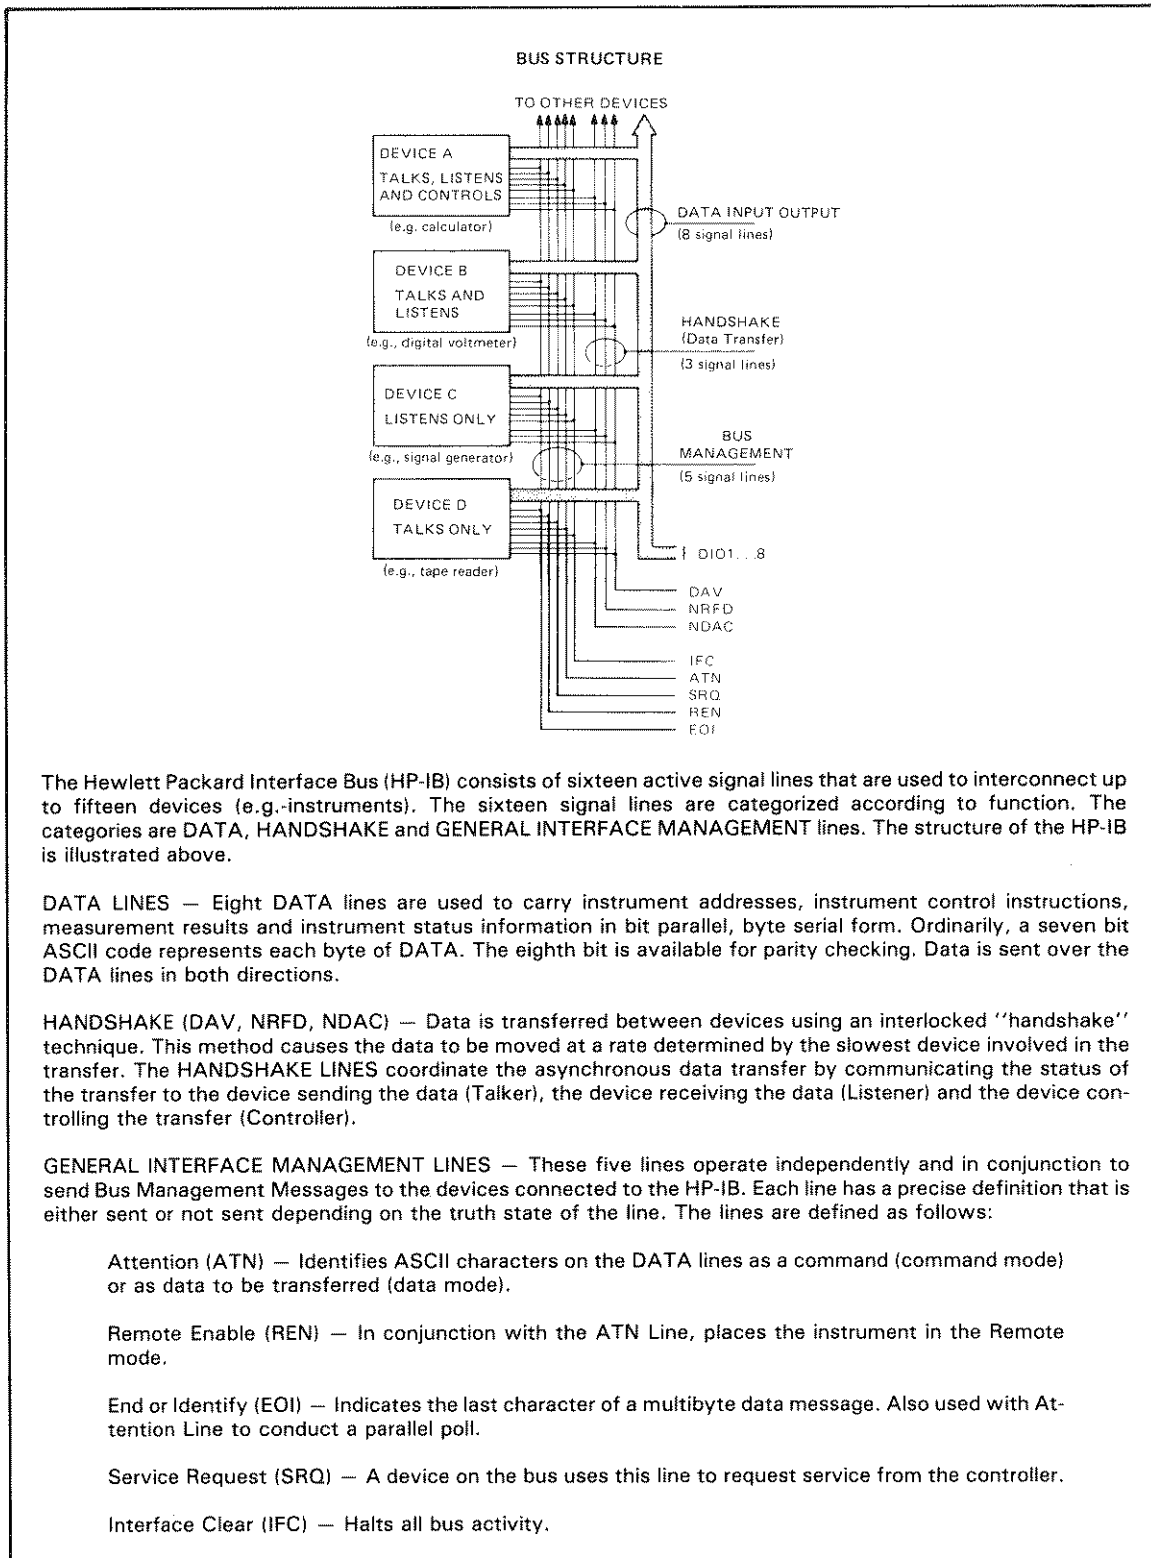 BUS STRUCTURE
TO OTHER DEVICES
DEVICE A
TALKS, LISTENS
AND CONTROLS
(e.g. calculator)
DATA INPUT OUTPUT
(8 signal lines)
DEVICE B
TALKS AND
LISTENS
(e.g., digital voltmeter)
HANDSHAKE
(Data Transfer)
(3 signal lines)
DEVICE C
LISTENS ONLY
(e.g., signal generator)
BUS
MANAGEMENT
(5 signal lines)
DEVICE D
TALKS ONLY
(e.g., tape reader)
DIO1...8
DAV
NRFD
NDAC
IFC
ATN
SRQ
REN
EOI
The Hewlett Packard Interface Bus (HP-IB) consists of sixteen active signal lines that are used to interconnect up
to fifteen devices (e.g.-instruments). The sixteen signal lines are categorized according to function. The
categories are DATA, HANDSHAKE and GENERAL INTERFACE MANAGEMENT lines. The structure of the HP-IB
is illustrated above.
DATA LINES — Eight DATA lines are used to carry instrument addresses, instrument control instructions,
measurement results and instrument status information in bit parallel, byte serial form. Ordinarily, a seven bit
ASCII code represents each byte of DATA. The eighth bit is available for parity checking. Data is sent over the
DATA lines in both directions.
HANDSHAKE (DAV, NRFD, NDAC) — Data is transferred between devices using an interlocked ''handshake''
technique. This method causes the data to be moved at a rate determined by the slowest device involved in the
transfer. The HANDSHAKE LINES coordinate the asynchronous data transfer by communicating the status of
the transfer to the device sending the data (Talker), the device receiving the data (Listener) and the device con-
trolling the transfer (Controller).
GENERAL INTERFACE MANAGEMENT LINES — These five lines operate independently and in conjunction to
send Bus Management Messages to the devices connected to the HP-IB. Each line has a precise definition that is
either sent or not sent depending on the truth state of the line. The lines are defined as follows:
Attention (ATN) — Identifies ASCII characters on the DATA lines as a command (command mode)
or as data to be transferred (data mode).
Remote Enable (REN) — In conjunction with the ATN Line, places the instrument in the Remote
mode.
End or Identify (EOI) — Indicates the last character of a multibyte data message. Also used with At-
tention Line to conduct a parallel poll.
Service Request (SRQ) — A device on the bus uses this line to request service from the controller.
Interface Clear (IFC) — Halts all bus activity.